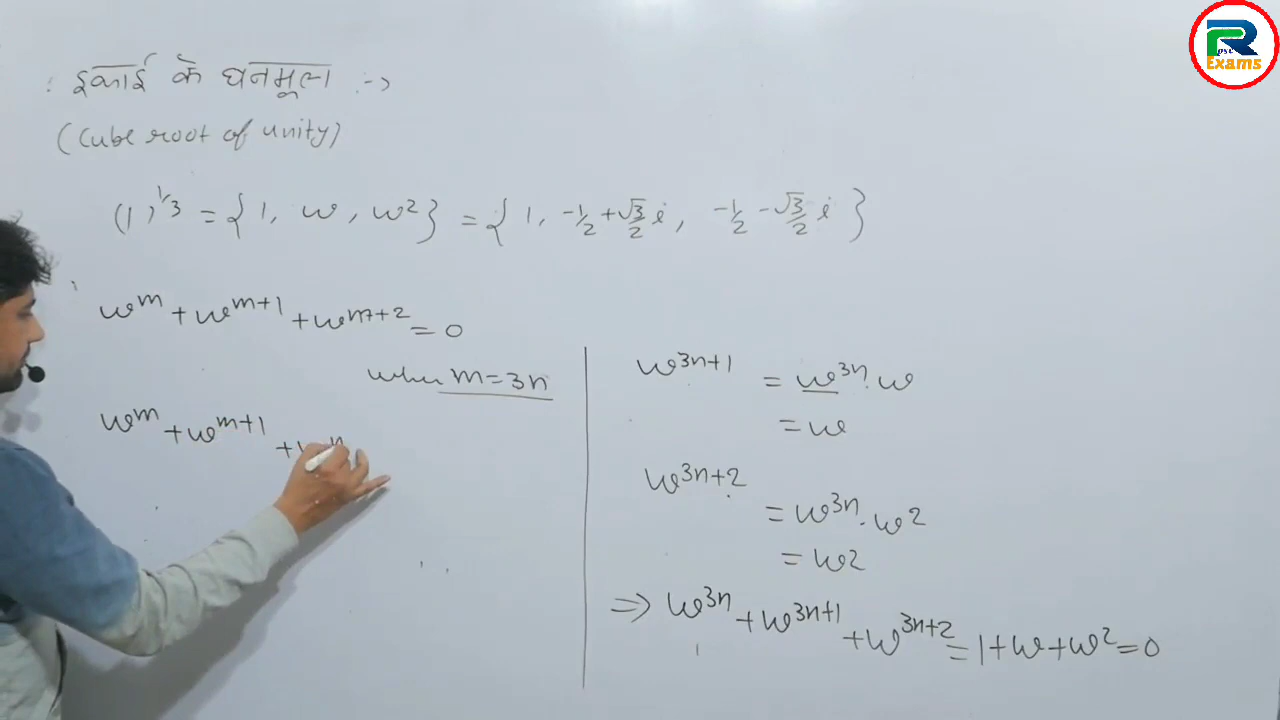 PR
psc
Exams
: इकाई के घनमूल :->
(Cube root of unity)
(1)^1/3 = {1, ω, ω²} = {1, -1/2 + √3/2 i, -1/2 - √3/2 i}
ω^m + ω^m+1 + ω^m+2 = 0
when m = 3n
ω^m + ω^m+1 +
ω^3n+1 = ω^3n . ω
= ω
ω^3n+2 = ω^3n . ω²
= ω²
=> ω^3n + ω^3n+1 + ω^3n+2 = 1 + ω + ω² = 0